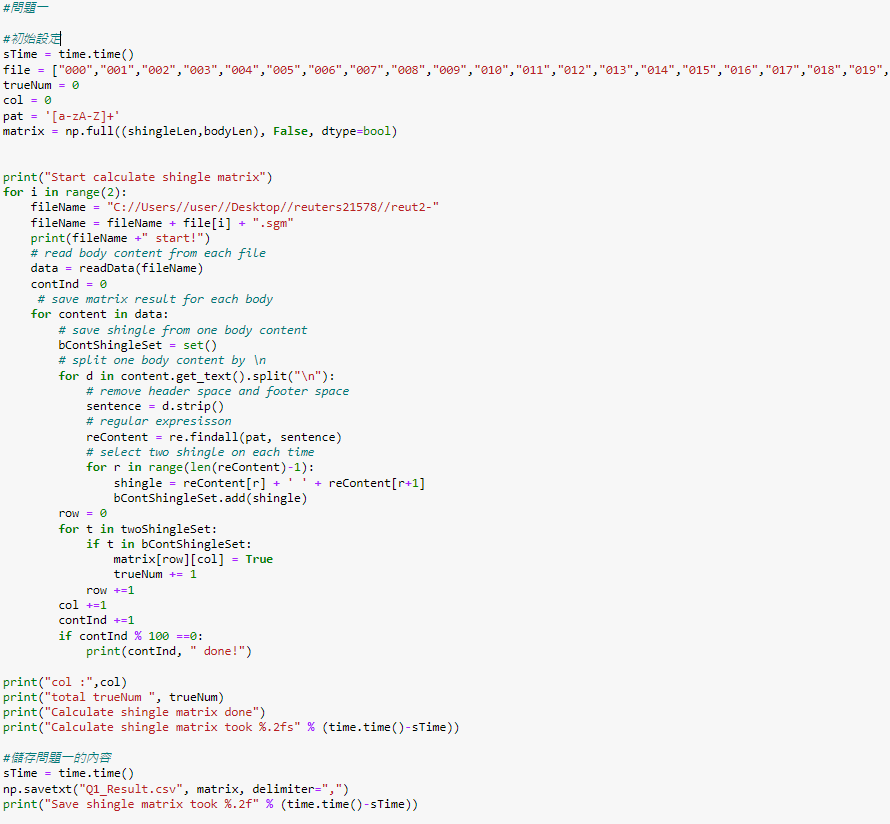 #問題一
#初始設定
sTime = time.time()
file = ["000","001","002","003","004","005","006","007","008","009","010","011","012","013","014","015","016","017","018","019",
trueNum = 0
col = 0
pat = '[a-zA-Z]+'
matrix = np.full((shingleLen,bodyLen), False, dtype=bool)
print("Start calculate shingle matrix")
for i in range(2):
    fileName = "C://Users//user//Desktop//reuters21578//reut2-"
    fileName = fileName + file[i] + ".sgm"
    print(fileName +" start!")
    # read body content from each file
    data = readData(fileName)
    contInd = 0
     # save matrix result for each body
    for content in data:
        # save shingle from one body content
        bContShingleSet = set()
        # split one body content by \n
        for d in content.get_text().split("\n"):
            # remove header space and footer space
            sentence = d.strip()
            # regular expresisson
            reContent = re.findall(pat, sentence)
            # select two shingle on each time
            for r in range(len(reContent)-1):
                shingle = reContent[r] + ' ' + reContent[r+1]
                bContShingleSet.add(shingle)
        row = 0
        for t in twoShingleSet:
            if t in bContShingleSet:
                matrix[row][col] = True
                trueNum += 1
            row +=1
        col +=1
        contInd +=1
        if contInd % 100 ==0:
            print(contInd, " done!")
print("col :",col)
print("total trueNum ", trueNum)
print("Calculate shingle matrix done")
print("Calculate shingle matrix took %.2fs" % (time.time()-sTime))
#儲存問題一的內容
sTime = time.time()
np.savetxt("Q1_Result.csv", matrix, delimiter=",")
print("Save shingle matrix took %.2f" % (time.time()-sTime))